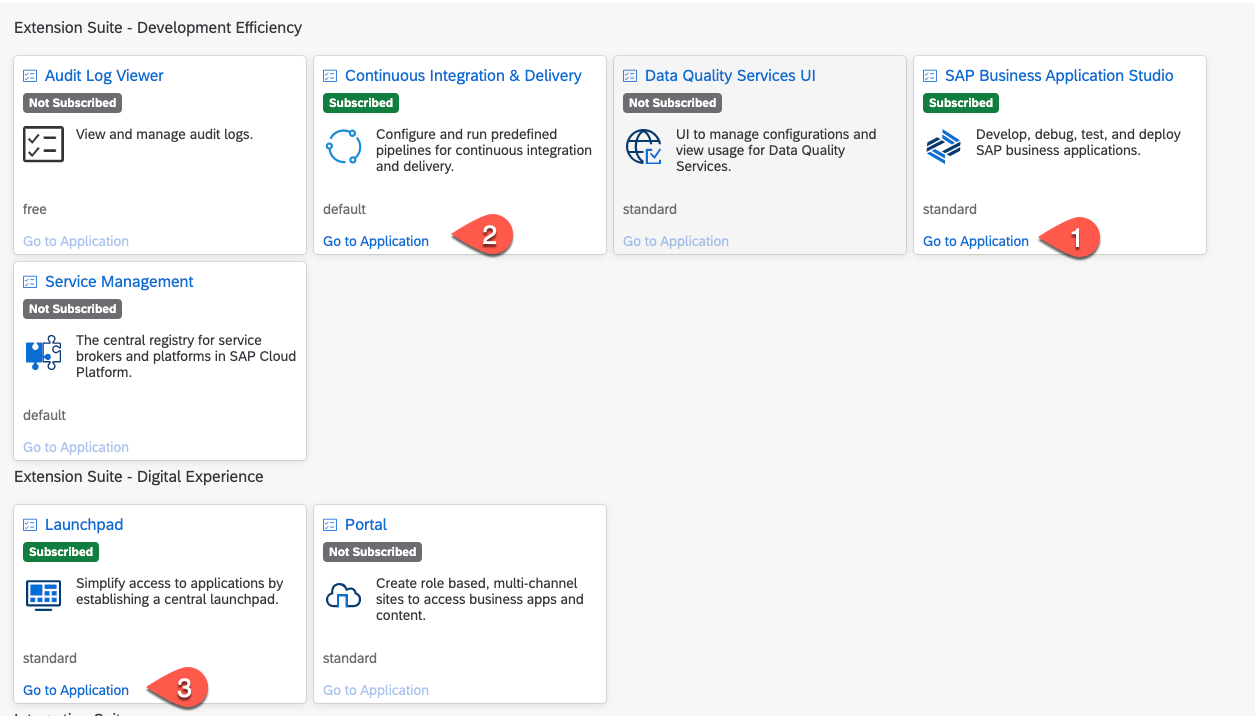 Extension Suite - Development Efficiency
Audit Log Viewer
Not Subscribed
View and manage audit logs.
free
Go to Application
Continuous Integration & Delivery
Subscribed
Configure and run predefined
pipelines for continuous integration
and delivery.
default
Go to Application
2
Data Quality Services UI
Not Subscribed
UI to manage configurations and
view usage for Data Quality
Services.
standard
Go to Application
SAP Business Application Studio
Subscribed
Develop, debug, test, and deploy
SAP business applications.
standard
Go to Application
1
Service Management
Not Subscribed
The central registry for service
brokers and platforms in SAP Cloud
Platform.
default
Go to Application
Extension Suite - Digital Experience
Launchpad
Subscribed
Simplify access to applications by
establishing a central launchpad.
standard
Go to Application
3
Portal
Not Subscribed
Create role based, multi-channel
sites to access business apps and
content.
standard
Go to Application